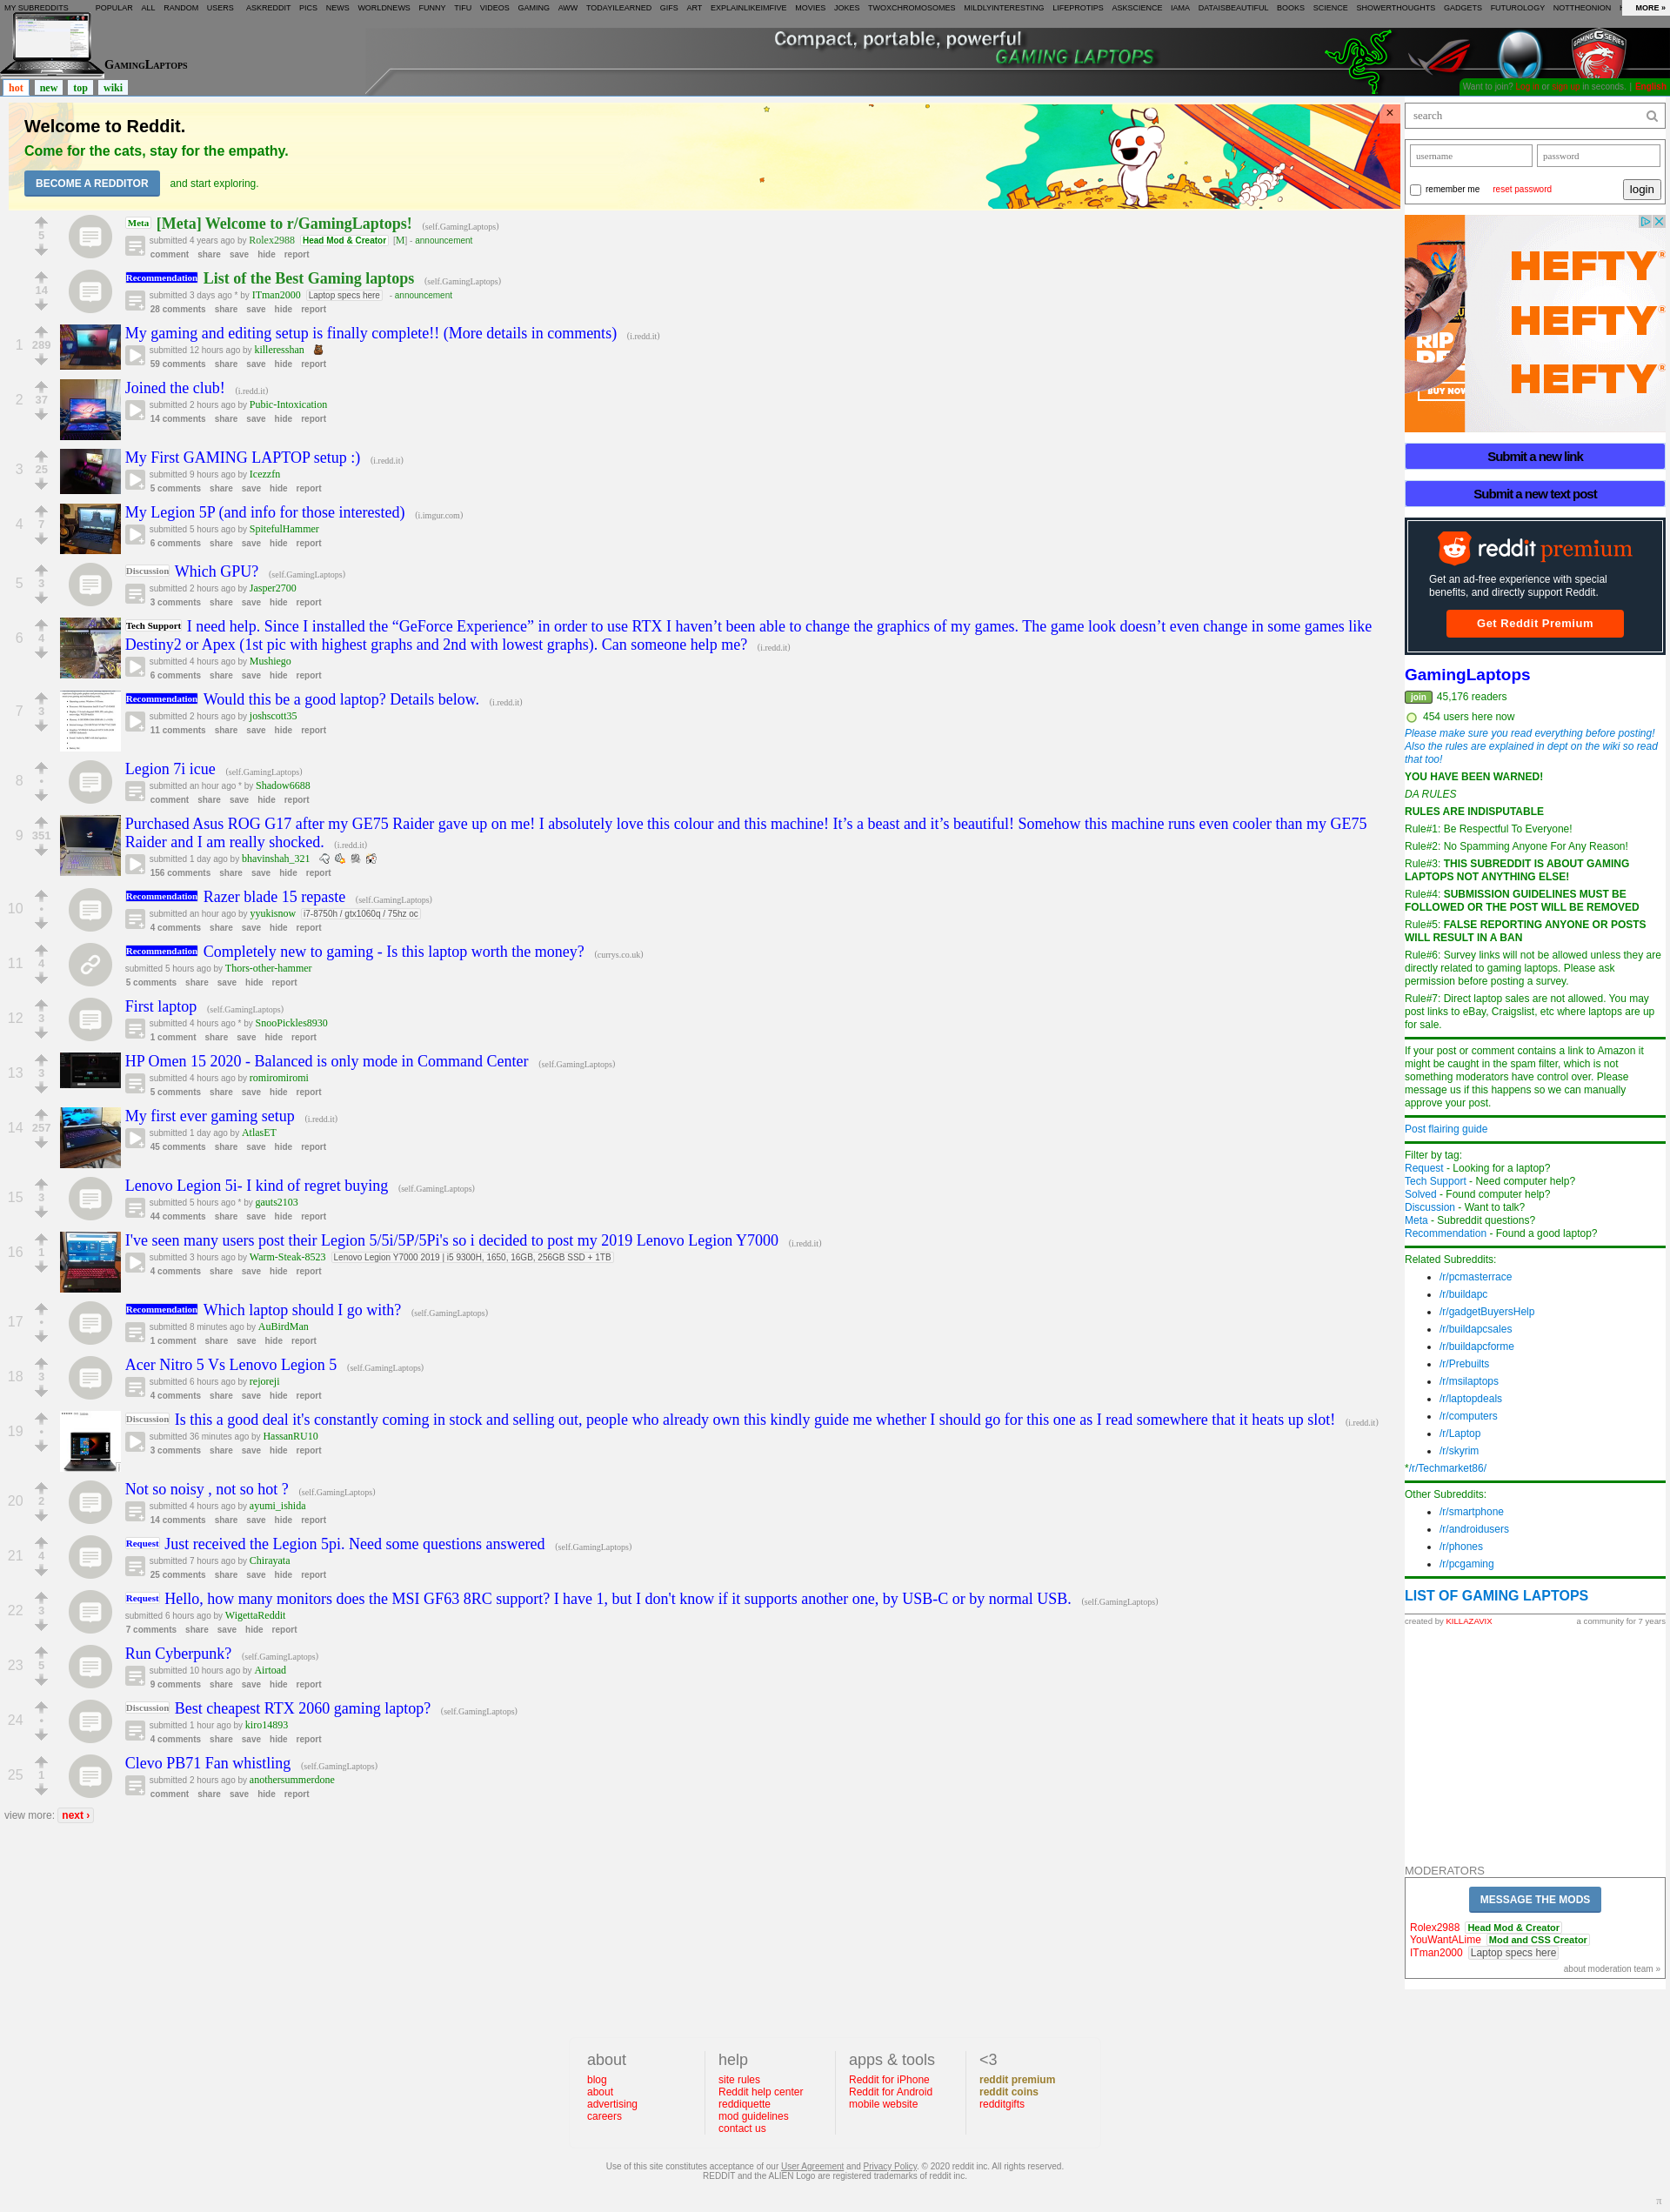 MY SUBREDDITS POPULAR ALL RANDOM USERS ASKREDDIT PICS NEWS WORLDNEWS FUNNY TIFU VIDEOS GAMING AWW TODAYILEARNED GIFS ART EXPLAINLIKEIMFIVE MOVIES JOKES TWOXCHROMOSOMES MILDLYINTERESTING LIFEPROTIPS ASKSCIENCE IAMA DATAISBEAUTIFUL BOOKS SCIENCE SHOWERTHOUGHTS GADGETS FUTUROLOGY NOTTHEONION MORE »
Compact, portable, powerful
GAMING LAPTOPS
GamingLaptops
hot new top wiki
Want to join? Log in or sign up in seconds. | English
Welcome to Reddit.
Come for the cats, stay for the empathy.
BECOME A REDDITOR and start exploring.
5
Meta [Meta] Welcome to r/GamingLaptops! (self.GamingLaptops)
submitted 4 years ago by Rolex2988 Head Mod & Creator [M] - announcement
comment share save hide report
14
Recommendation List of the Best Gaming laptops (self.GamingLaptops)
submitted 3 days ago * by ITman2000 Laptop specs here - announcement
28 comments share save hide report
1 289
My gaming and editing setup is finally complete!! (More details in comments) (i.redd.it)
submitted 12 hours ago by killeresshan
59 comments share save hide report
2 37
Joined the club! (i.redd.it)
submitted 2 hours ago by Pubic-Intoxication
14 comments share save hide report
3 25
My First GAMING LAPTOP setup :) (i.redd.it)
submitted 9 hours ago by Icezzfn
5 comments share save hide report
4 7
My Legion 5P (and info for those interested) (i.imgur.com)
submitted 5 hours ago by SpitefulHammer
6 comments share save hide report
5 3
Discussion Which GPU? (self.GamingLaptops)
submitted 2 hours ago by Jasper2700
3 comments share save hide report
6 4
Tech Support I need help. Since I installed the “GeForce Experience” in order to use RTX I haven’t been able to change the graphics of my games. The game look doesn’t even change in some games like
Destiny2 or Apex (1st pic with highest graphs and 2nd with lowest graphs). Can someone help me? (i.redd.it)
submitted 4 hours ago by Mushiego
6 comments share save hide report
7 3
Recommendation Would this be a good laptop? Details below. (i.redd.it)
submitted 2 hours ago by joshscott35
11 comments share save hide report
8 •
Legion 7i icue (self.GamingLaptops)
submitted an hour ago * by Shadow6688
comment share save hide report
9 351
Purchased Asus ROG G17 after my GE75 Raider gave up on me! I absolutely love this colour and this machine! It’s a beast and it’s beautiful! Somehow this machine runs even cooler than my GE75
Raider and I am really shocked. (i.redd.it)
submitted 1 day ago by bhavinshah_321
156 comments share save hide report
10 •
Recommendation Razer blade 15 repaste (self.GamingLaptops)
submitted an hour ago by yyukisnow i7-8750h / gtx1060q / 75hz oc
4 comments share save hide report
11 4
Recommendation Completely new to gaming - Is this laptop worth the money? (currys.co.uk)
submitted 5 hours ago by Thors-other-hammer
5 comments share save hide report
12 3
First laptop (self.GamingLaptops)
submitted 4 hours ago * by SnooPickles8930
1 comment share save hide report
13 3
HP Omen 15 2020 - Balanced is only mode in Command Center (self.GamingLaptops)
submitted 4 hours ago by romiromiromi
5 comments share save hide report
14 257
My first ever gaming setup (i.redd.it)
submitted 1 day ago by AtlasET
45 comments share save hide report
15 3
Lenovo Legion 5i- I kind of regret buying (self.GamingLaptops)
submitted 5 hours ago * by gauts2103
44 comments share save hide report
16 1
I've seen many users post their Legion 5/5i/5P/5Pi's so i decided to post my 2019 Lenovo Legion Y7000 (i.redd.it)
submitted 3 hours ago by Warm-Steak-8523 Lenovo Legion Y7000 2019 | i5 9300H, 1650, 16GB, 256GB SSD + 1TB
4 comments share save hide report
17 •
Recommendation Which laptop should I go with? (self.GamingLaptops)
submitted 8 minutes ago by AuBirdMan
1 comment share save hide report
18 3
Acer Nitro 5 Vs Lenovo Legion 5 (self.GamingLaptops)
submitted 6 hours ago by rejoreji
4 comments share save hide report
19 •
Discussion Is this a good deal it's constantly coming in stock and selling out, people who already own this kindly guide me whether I should go for this one as I read somewhere that it heats up slot! (i.redd.it)
submitted 36 minutes ago by HassanRU10
3 comments share save hide report
20 2
Not so noisy , not so hot ? (self.GamingLaptops)
submitted 4 hours ago by ayumi_ishida
14 comments share save hide report
21 4
Request Just received the Legion 5pi. Need some questions answered (self.GamingLaptops)
submitted 7 hours ago by Chirayata
25 comments share save hide report
22 3
Request Hello, how many monitors does the MSI GF63 8RC support? I have 1, but I don't know if it supports another one, by USB-C or by normal USB. (self.GamingLaptops)
submitted 6 hours ago by WigettaReddit
7 comments share save hide report
23 5
Run Cyberpunk? (self.GamingLaptops)
submitted 10 hours ago by Airtoad
9 comments share save hide report
24 •
Discussion Best cheapest RTX 2060 gaming laptop? (self.GamingLaptops)
submitted 1 hour ago by kiro14893
4 comments share save hide report
25 1
Clevo PB71 Fan whistling (self.GamingLaptops)
submitted 2 hours ago by anothersummerdone
comment share save hide report
view more: next ›
search
username password
remember me reset password login
HEFTY
HEFTY
HEFTY
Submit a new link
Submit a new text post
reddit premium
Get an ad-free experience with special
benefits, and directly support Reddit.
Get Reddit Premium
GamingLaptops
join 45,176 readers
454 users here now
Please make sure you read everything before posting!
Also the rules are explained in dept on the wiki so read
that too!
YOU HAVE BEEN WARNED!
DA RULES
RULES ARE INDISPUTABLE
Rule#1: Be Respectful To Everyone!
Rule#2: No Spamming Anyone For Any Reason!
Rule#3: THIS SUBREDDIT IS ABOUT GAMING
LAPTOPS NOT ANYTHING ELSE!
Rule#4: SUBMISSION GUIDELINES MUST BE
FOLLOWED OR THE POST WILL BE REMOVED
Rule#5: FALSE REPORTING ANYONE OR POSTS
WILL RESULT IN A BAN
Rule#6: Survey links will not be allowed unless they are
directly related to gaming laptops. Please ask
permission before posting a survey.
Rule#7: Direct laptop sales are not allowed. You may
post links to eBay, Craigslist, etc where laptops are up
for sale.
If your post or comment contains a link to Amazon it
might be caught in the spam filter, which is not
something moderators have control over. Please
message us if this happens so we can manually
approve your post.
Post flairing guide
Filter by tag:
Request - Looking for a laptop?
Tech Support - Need computer help?
Solved - Found computer help?
Discussion - Want to talk?
Meta - Subreddit questions?
Recommendation - Found a good laptop?
Related Subreddits:
• /r/pcmasterrace
• /r/buildapc
• /r/gadgetBuyersHelp
• /r/buildapcsales
• /r/buildapcforme
• /r/Prebuilts
• /r/msilaptops
• /r/laptopdeals
• /r/computers
• /r/Laptop
• /r/skyrim
*/r/Techmarket86/
Other Subreddits:
• /r/smartphone
• /r/androidusers
• /r/phones
• /r/pcgaming
LIST OF GAMING LAPTOPS
created by KILLAZAVIX a community for 7 years
MODERATORS
MESSAGE THE MODS
Rolex2988 Head Mod & Creator
YouWantALime Mod and CSS Creator
ITman2000 Laptop specs here
about moderation team »
about
blog
about
advertising
careers
help
site rules
Reddit help center
reddiquette
mod guidelines
contact us
apps & tools
Reddit for iPhone
Reddit for Android
mobile website
<3
reddit premium
reddit coins
redditgifts
Use of this site constitutes acceptance of our User Agreement and Privacy Policy. © 2020 reddit inc. All rights reserved.
REDDIT and the ALIEN Logo are registered trademarks of reddit inc.
π